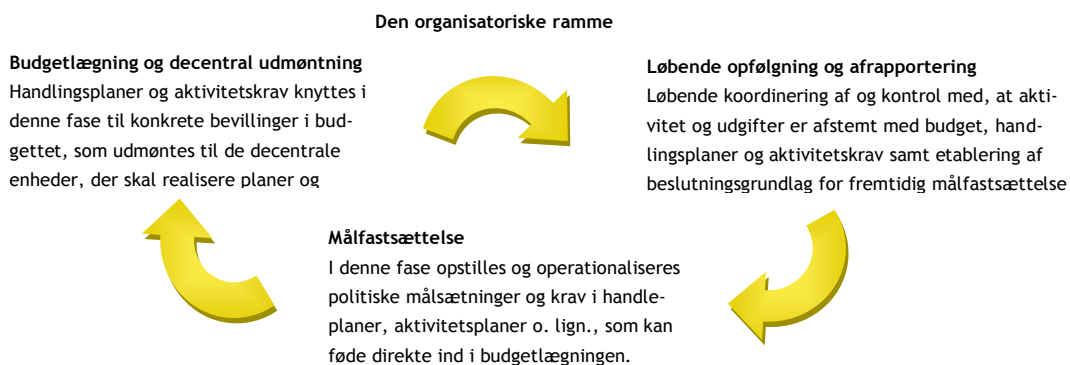 Den organisatoriske ramme
Budgetlægning og decentral udmøntning
Handlingsplaner og aktivitetskrav knyttes i
denne fase til konkrete bevillinger i bud-
gettet, som udmøntes til de decentrale
enheder, der skal realisere planer og
Løbende opfølgning og afrapportering
Løbende koordinering af og kontrol med, at akti-
vitet og udgifter er afstemt med budget, hand-
lingsplaner og aktivitetskrav samt etablering af
beslutningsgrundlag for fremtidig målfastsættelse
Målfastsættelse
I denne fase opstilles og operationaliseres
politiske målsætninger og krav i handle-
planer, aktivitetsplaner o. lign., som kan
føde direkte ind i budgetlægningen.